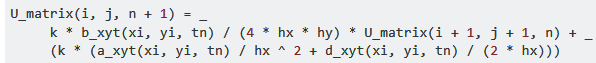 U_matrix(i, j, n + 1) = _
k * b_xyt(xi, yi, tn) / (4 * hx * hy) * U_matrix(i + 1, j + 1, n) + _
(k * (a_xyt(xi, yi, tn) / hx ^ 2 + d_xyt(xi, yi, tn) / (2 * hx)))